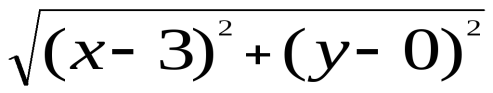 √(x− 3)² + (y− 0)²